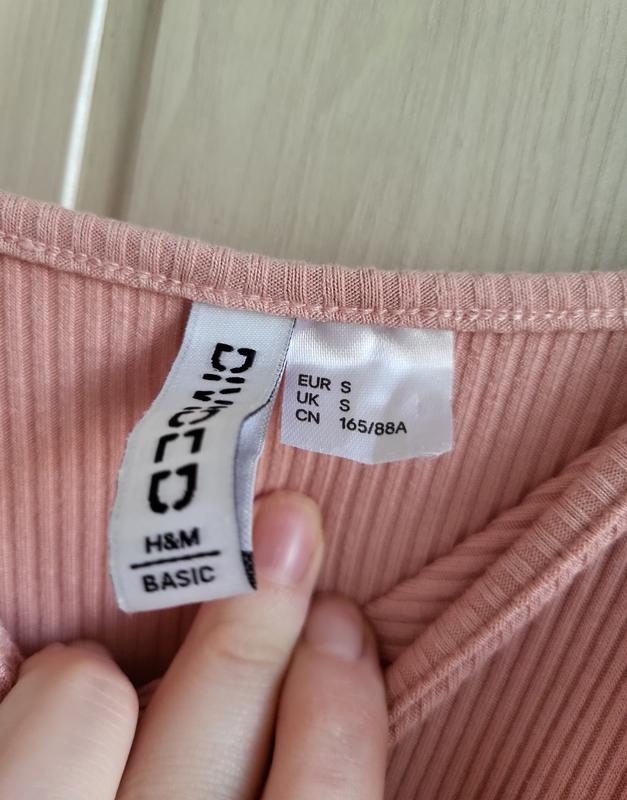 DIVIDED
H&M
BASIC
EUR S
UK S
CN 165/88A